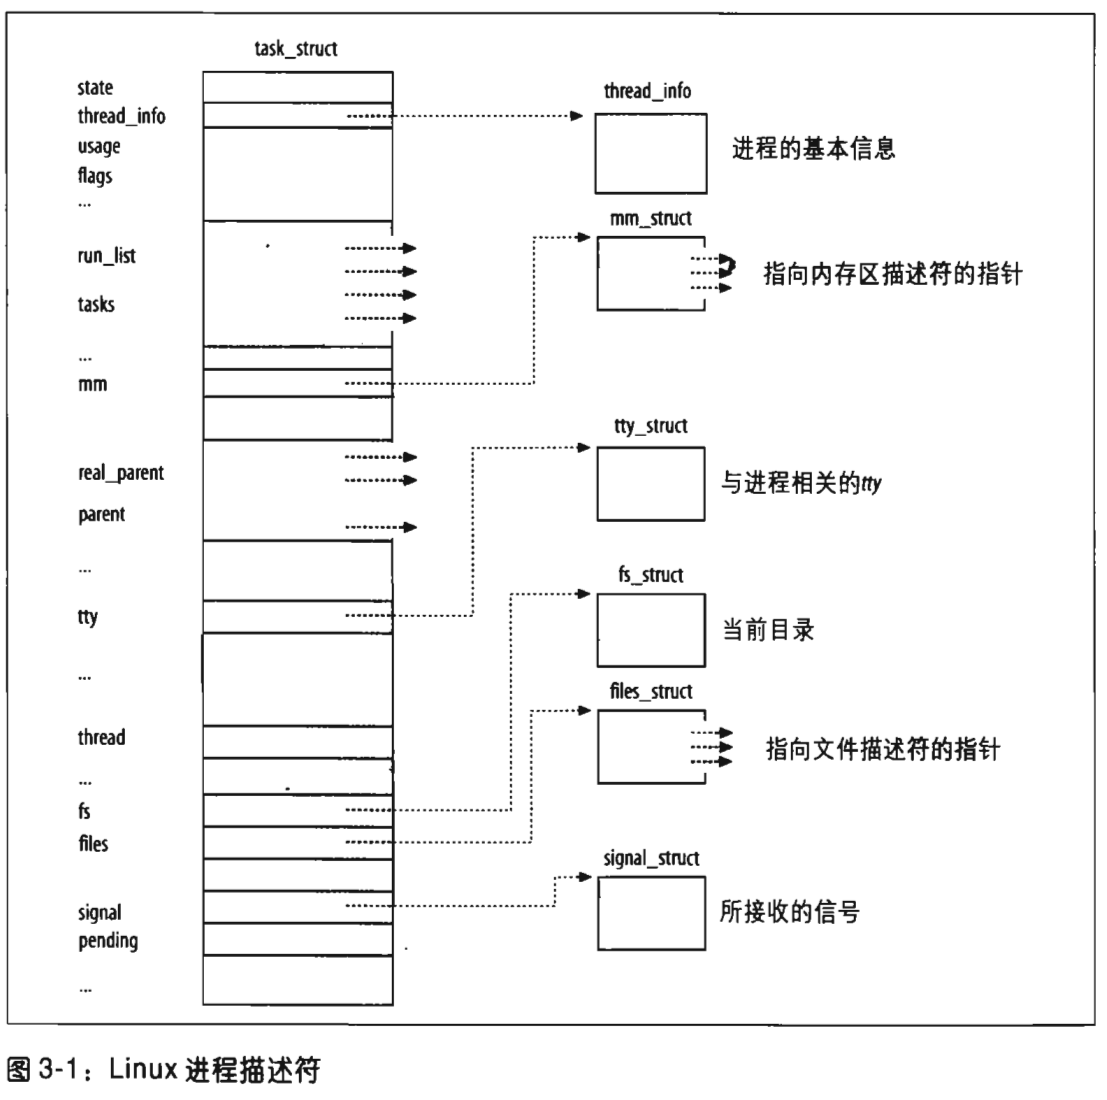 task_struct
state
thread_info
usage
flags
...
run_list
tasks
...
mm
real_parent
parent
...
tty
...
thread
...
fs
files
signal
pending
...
thread_info
进程的基本信息
mm_struct
指向内存区描述符的指针
tty_struct
与进程相关的tty
fs_struct
当前目录
files_struct
指向文件描述符的指针
signal_struct
所接收的信号
图 3-1：Linux 进程描述符